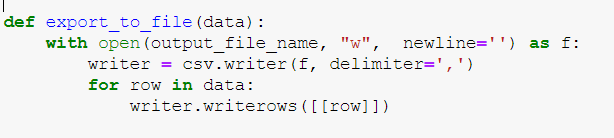 def export_to_file(data):
    with open(output_file_name, "w",  newline='') as f:
        writer = csv.writer(f, delimiter=',')
        for row in data:
            writer.writerows([[row]])